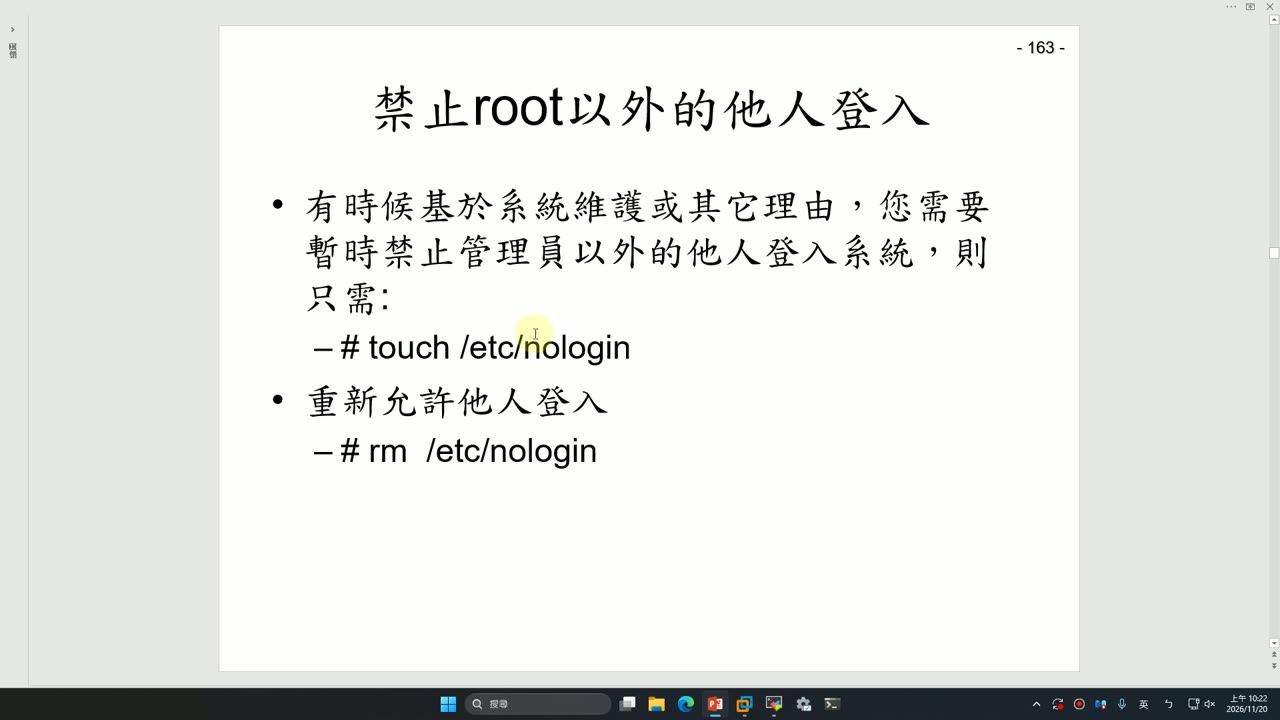 - 163 -
禁止root以外的他人登入
• 有時候基於系統維護或其它理由，您需要
暫時禁止管理員以外的他人登入系統，則
只需:
– # touch /etc/nologin
• 重新允許他人登入
– # rm  /etc/nologin
搜尋
英
ㄅ
上午 10:22
2026/11/20